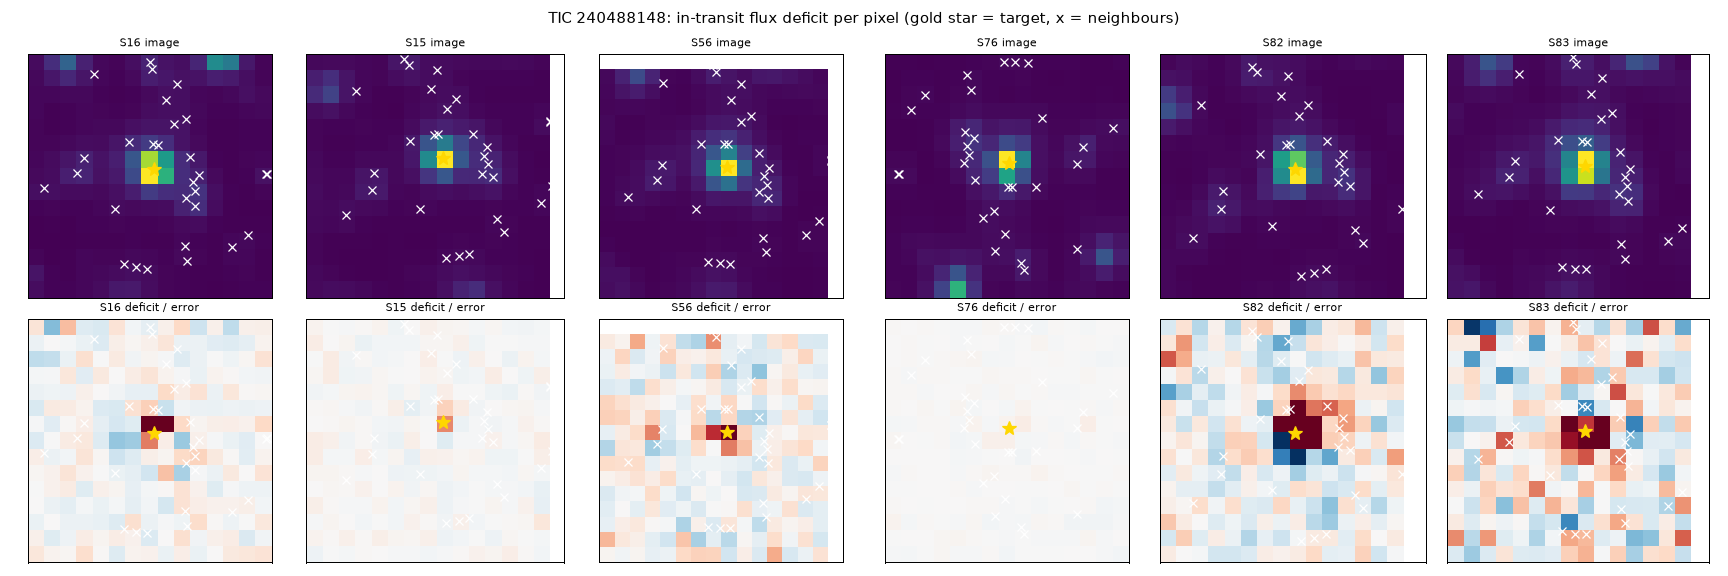 TIC 240488148: in-transit flux deficit per pixel (gold star = target, x = neighbours)
S16 image
S15 image
S56 image
S76 image
S82 image
S83 image
S16 deficit / error
S15 deficit / error
S56 deficit / error
S76 deficit / error
S82 deficit / error
S83 deficit / error